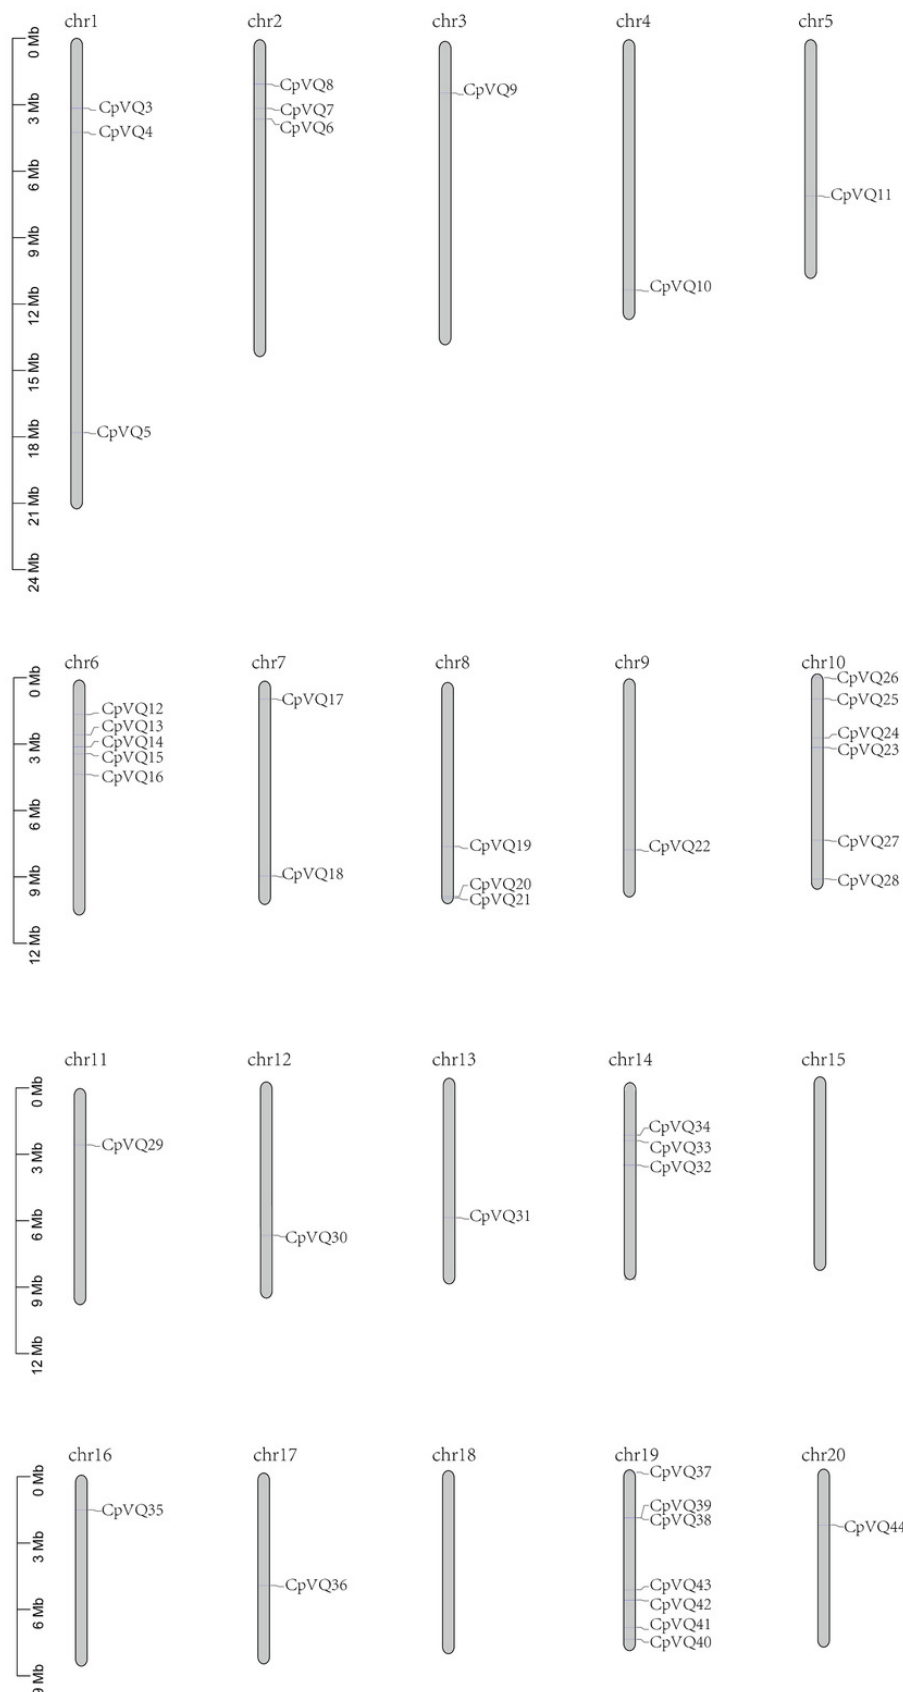 chr1 chr2 chr3 chr4 chr5
0 Mb
3 Mb
6 Mb
9 Mb
12 Mb
15 Mb
18 Mb
21 Mb
24 Mb
CpVQ3
CpVQ4
CpVQ5
CpVQ8
CpVQ7
CpVQ6
CpVQ9
CpVQ10
CpVQ11
chr6 chr7 chr8 chr9 chr10
0 Mb
3 Mb
6 Mb
9 Mb
12 Mb
CpVQ12
CpVQ13
CpVQ14
CpVQ15
CpVQ16
CpVQ17
CpVQ18
CpVQ19
CpVQ20
CpVQ21
CpVQ22
CpVQ26
CpVQ25
CpVQ24
CpVQ23
CpVQ27
CpVQ28
chr11 chr12 chr13 chr14 chr15
0 Mb
3 Mb
6 Mb
9 Mb
12 Mb
CpVQ29
CpVQ30
CpVQ31
CpVQ34
CpVQ33
CpVQ32
chr16 chr17 chr18 chr19 chr20
0 Mb
3 Mb
6 Mb
9 Mb
CpVQ35
CpVQ36
CpVQ37
CpVQ39
CpVQ38
CpVQ43
CpVQ42
CpVQ41
CpVQ40
CpVQ44